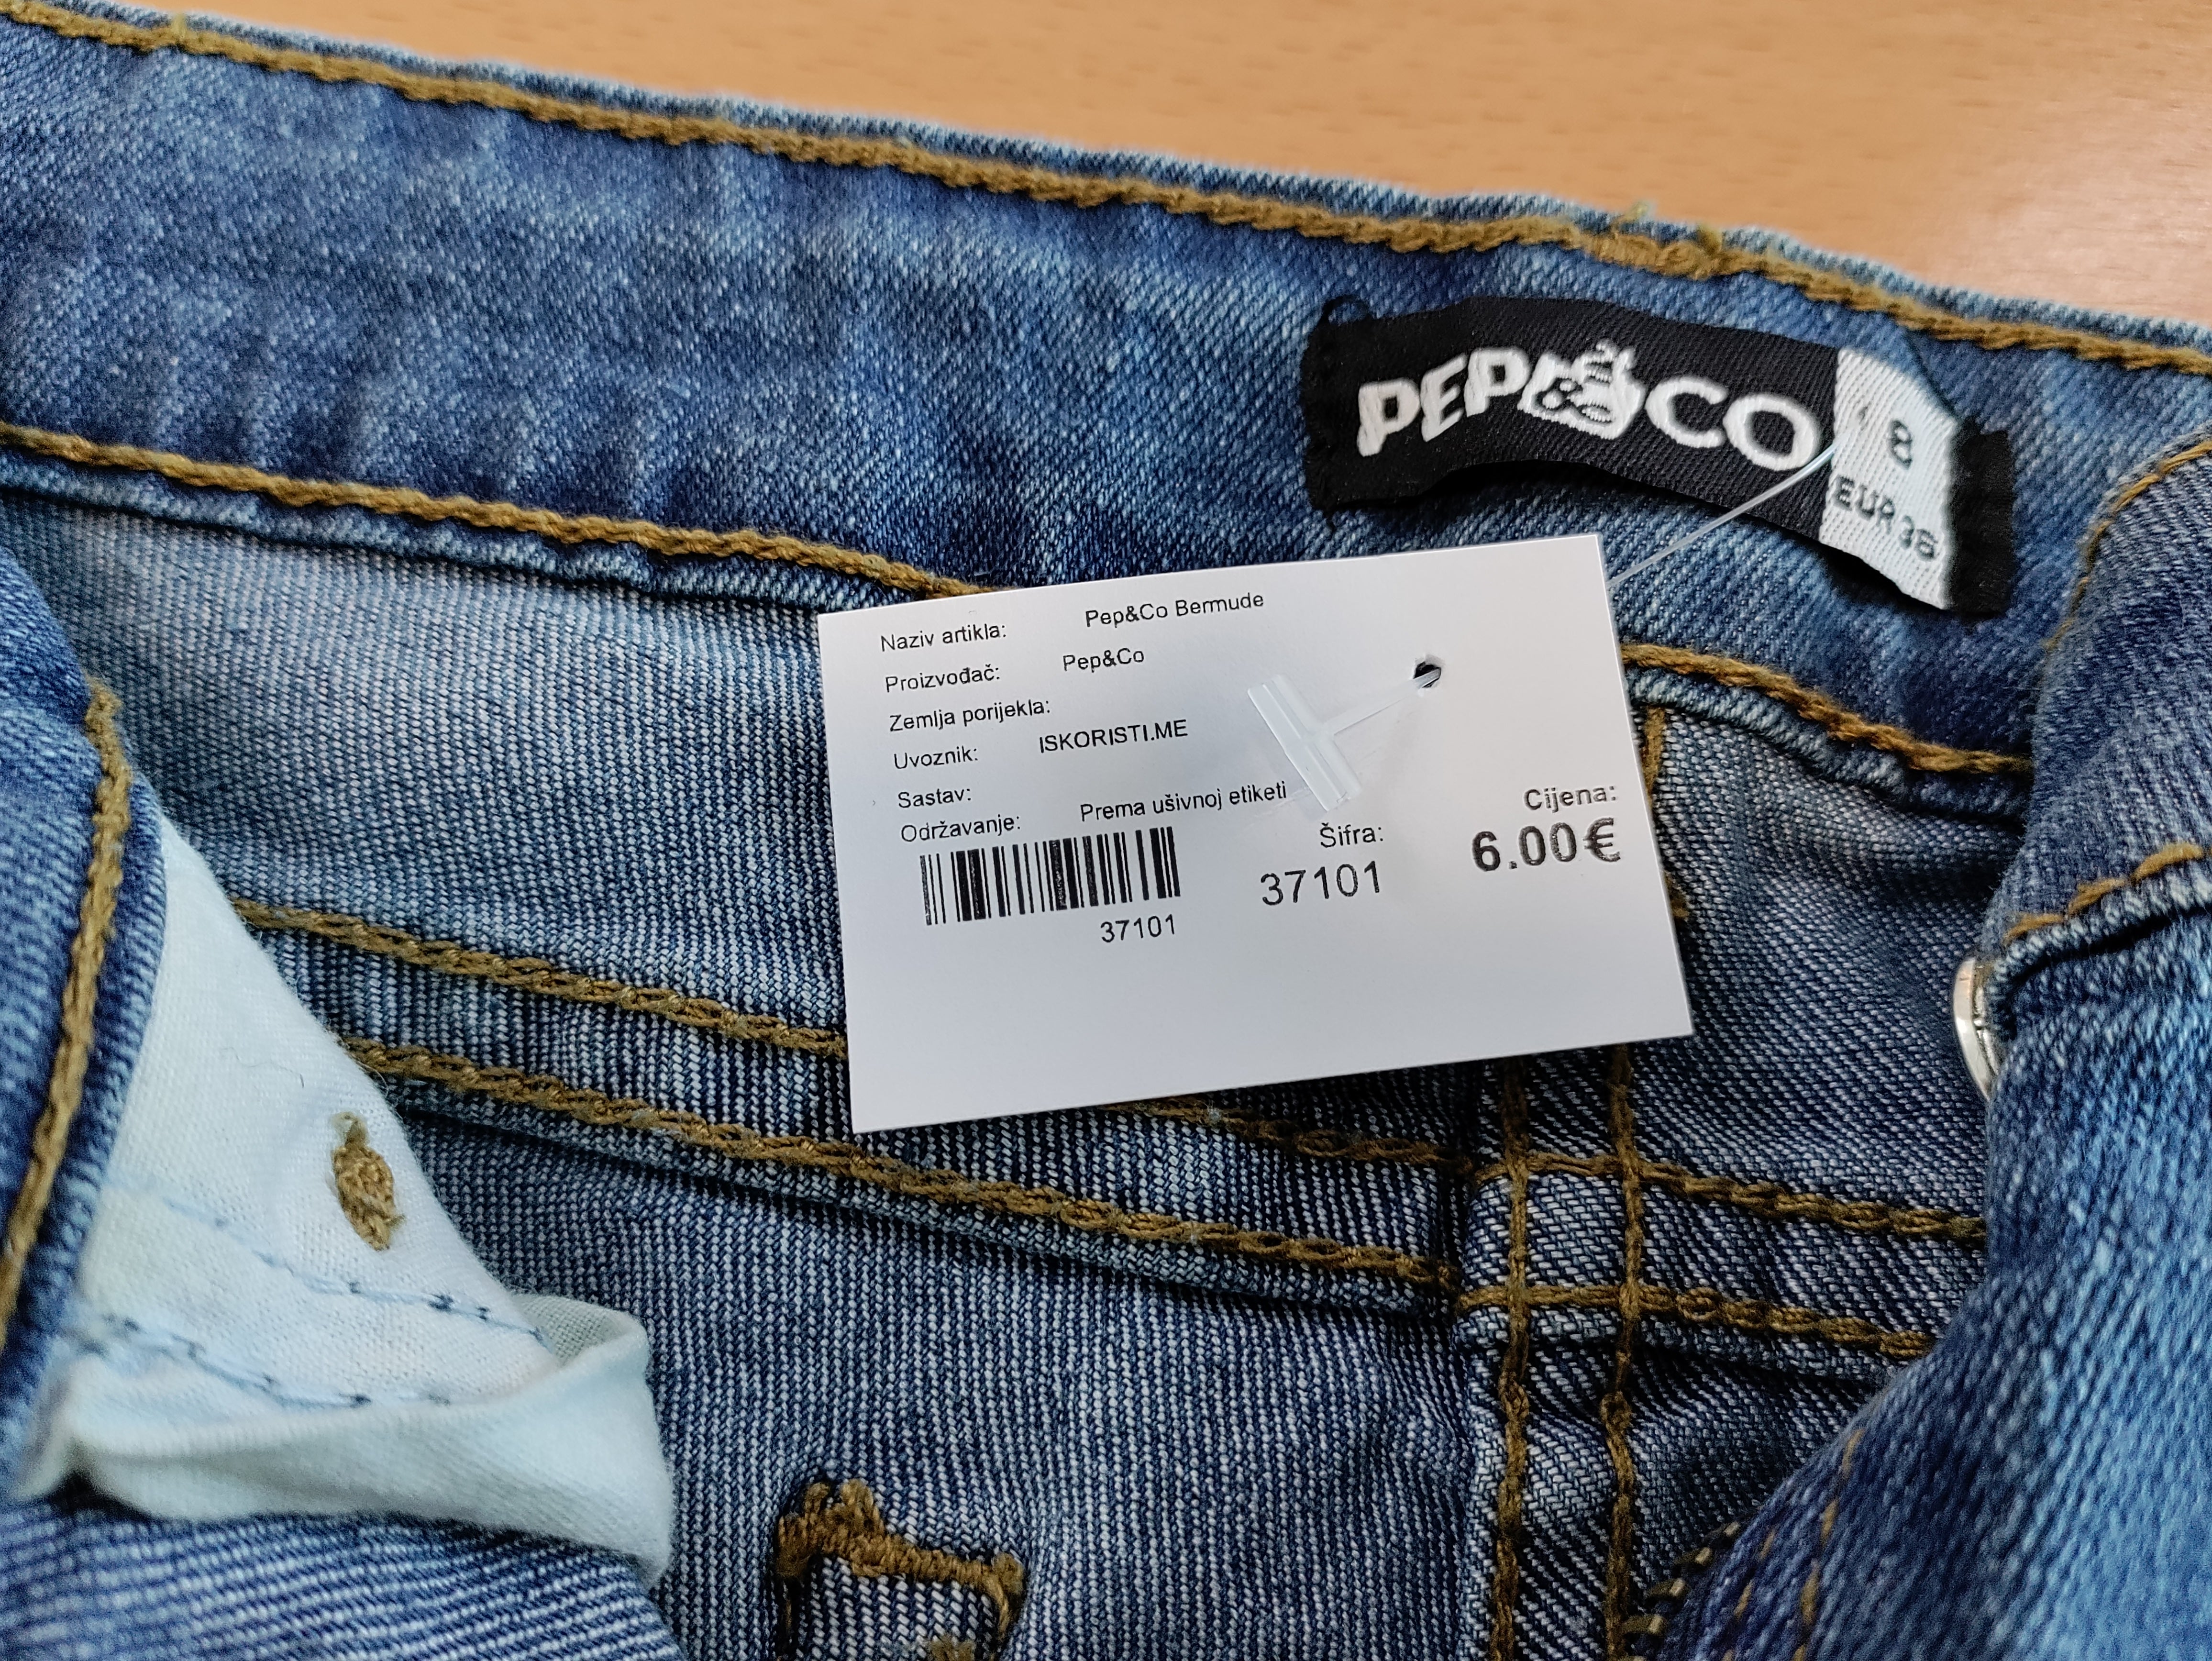 PEP&CO
8
EUR 36
Naziv artikla: Pep&Co Bermude
Proizvođač: Pep&Co
Zemlja porijekla:
Uvoznik: ISKORISTI.ME
Sastav:
Održavanje: Prema ušivnoj etiketi
Šifra: Cijena:
37101 6.00€
37101